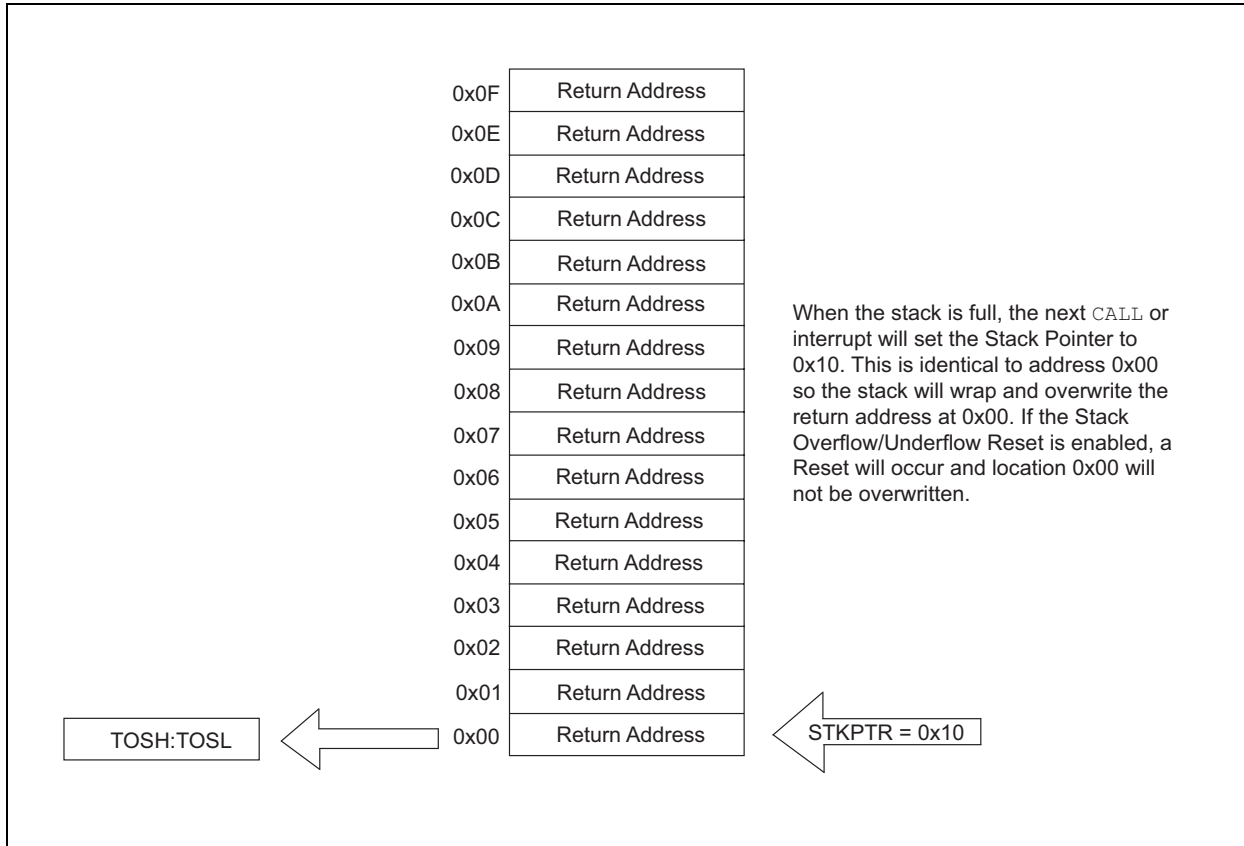 0x0F Return Address
0x0E Return Address
0x0D Return Address
0x0C Return Address
0x0B Return Address
0x0A Return Address
0x09 Return Address
0x08 Return Address
0x07 Return Address
0x06 Return Address
0x05 Return Address
0x04 Return Address
0x03 Return Address
0x02 Return Address
0x01 Return Address
TOSH:TOSL 0x00 Return Address STKPTR = 0x10
When the stack is full, the next CALL or
interrupt will set the Stack Pointer to
0x10. This is identical to address 0x00
so the stack will wrap and overwrite the
return address at 0x00. If the Stack
Overflow/Underflow Reset is enabled, a
Reset will occur and location 0x00 will
not be overwritten.